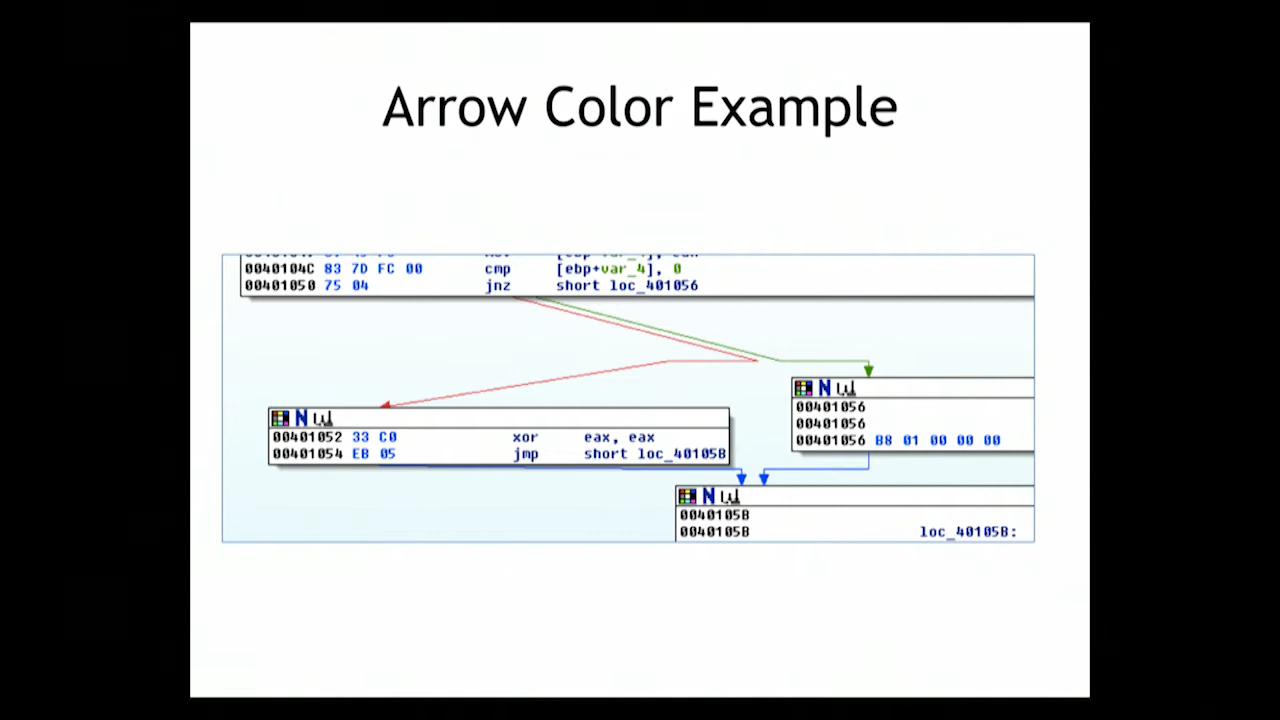 Arrow Color Example
0040104C 83 7D FC 00 cmp [ebp+var_4], 0
00401050 75 04 jnz short loc_401056
00401056
00401056
00401056 B8 01 00 00 00
00401052 33 C0 xor eax, eax
00401054 EB 05 jmp short loc_40105B
0040105B
0040105B loc_40105B: